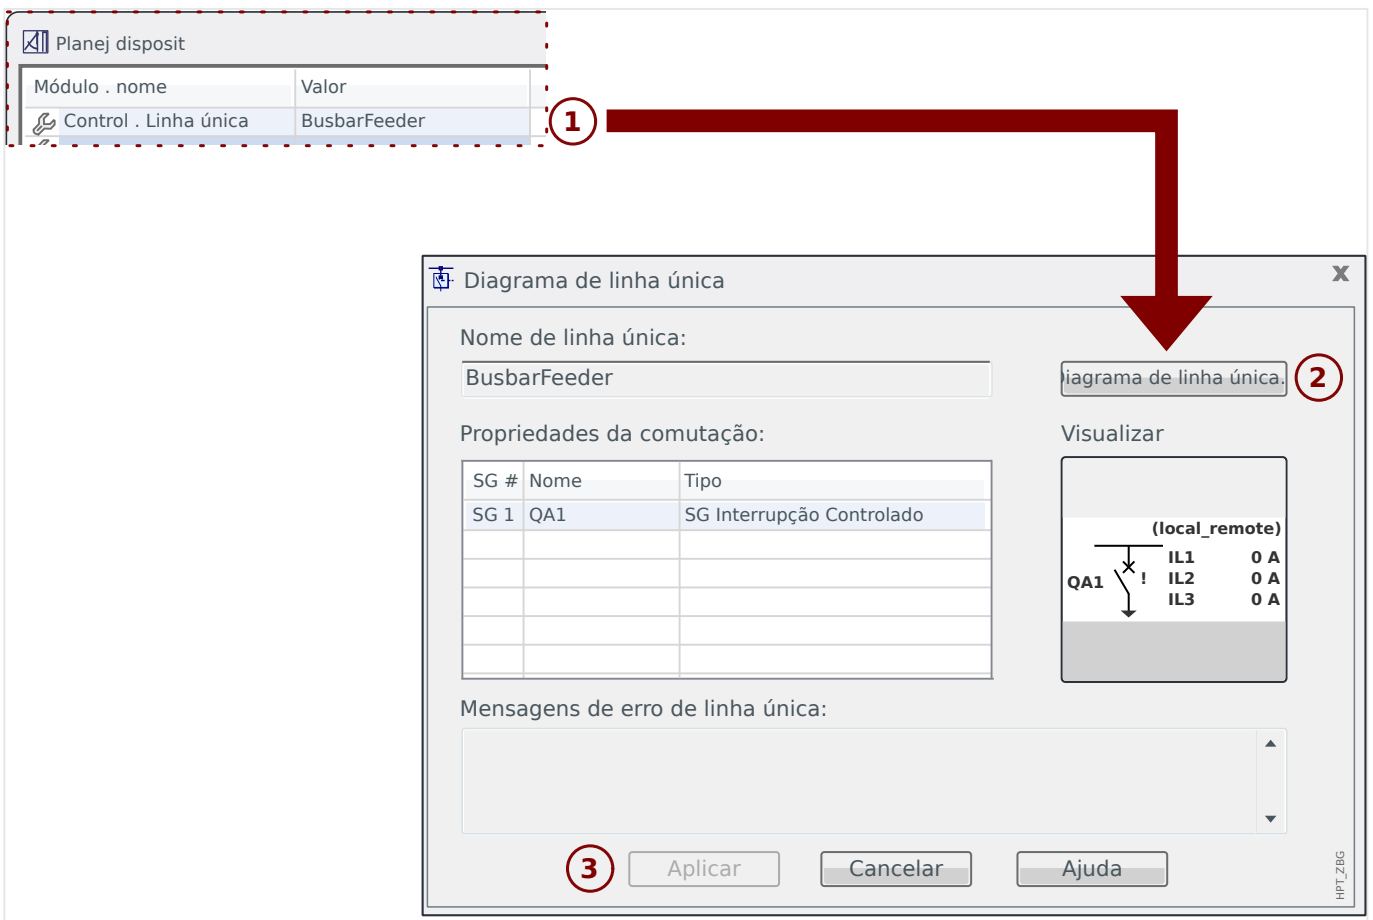 Planej disposit
Módulo . nome Valor
Control . Linha única BusbarFeeder
1
Diagrama de linha única X
Nome de linha única:
BusbarFeeder
iagrama de linha única.
2
Propriedades da comutação: Visualizar
SG # Nome Tipo
SG 1 QA1 SG Interrupção Controlado
(local_remote)
IL1 0 A
QA1 ! IL2 0 A
IL3 0 A
Mensagens de erro de linha única:
3 Aplicar Cancelar Ajuda
HPT_ZBG